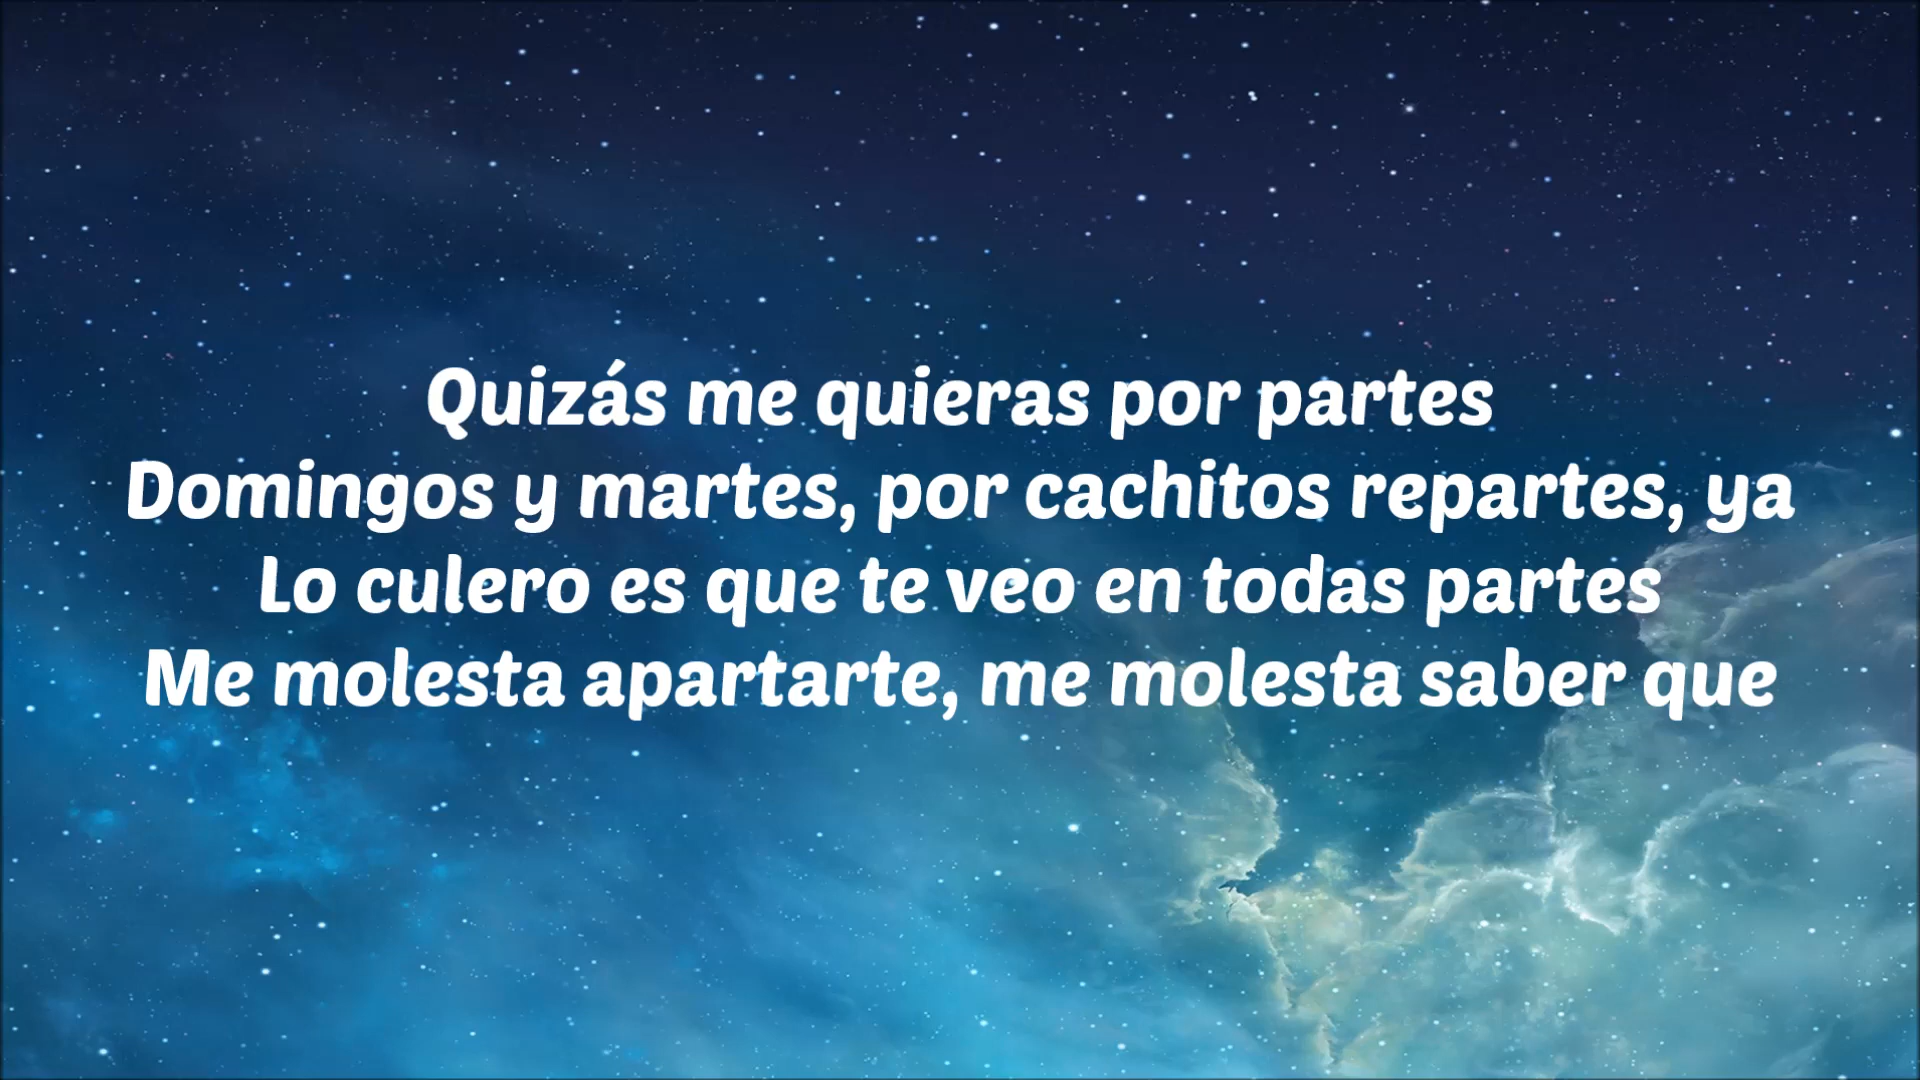 Quizás me quieras por partes
Domingos y martes, por cachitos repartes, ya
Lo culero es que te veo en todas partes
Me molesta apartarte, me molesta saber que